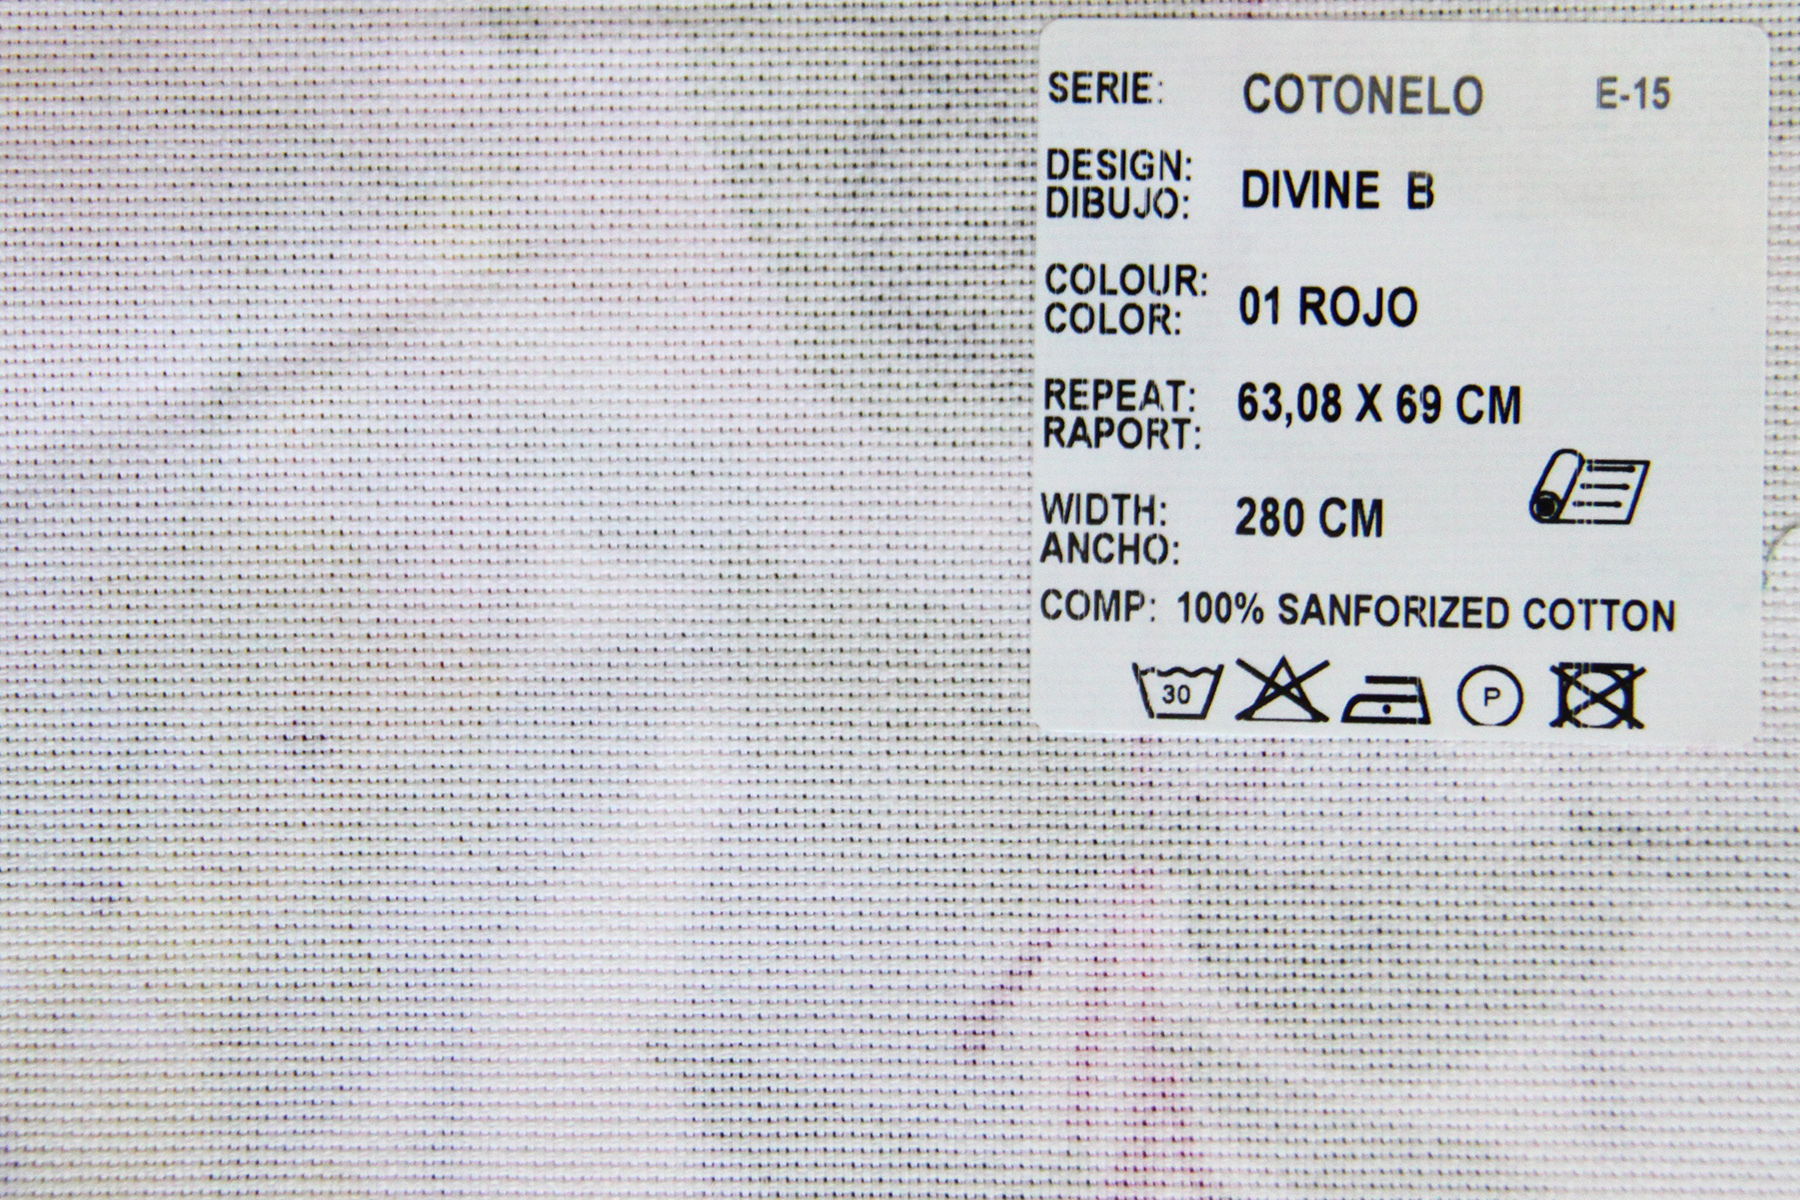 SERIE: COTONELO E-15
DESIGN:
DIBUJO: DIVINE B
COLOUR:
COLOR: 01 ROJO
REPEAT:
RAPORT: 63,08 X 69 CM
WIDTH:
ANCHO: 280 CM
COMP: 100% SANFORIZED COTTON
30 P